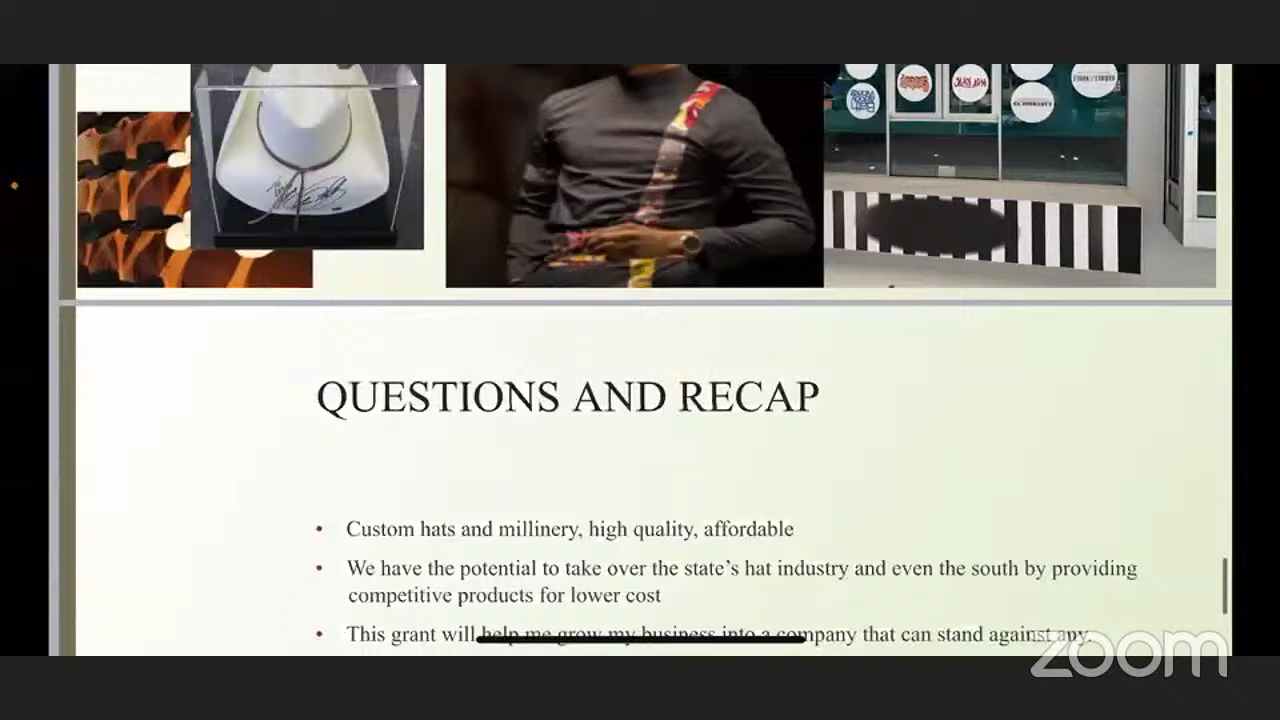 QUESTIONS AND RECAP
• Custom hats and millinery, high quality, affordable
• We have the potential to take over the state’s hat industry and even the south by providing
competitive products for lower cost
• This grant will help me grow my business into a company that can stand against any.
zoom